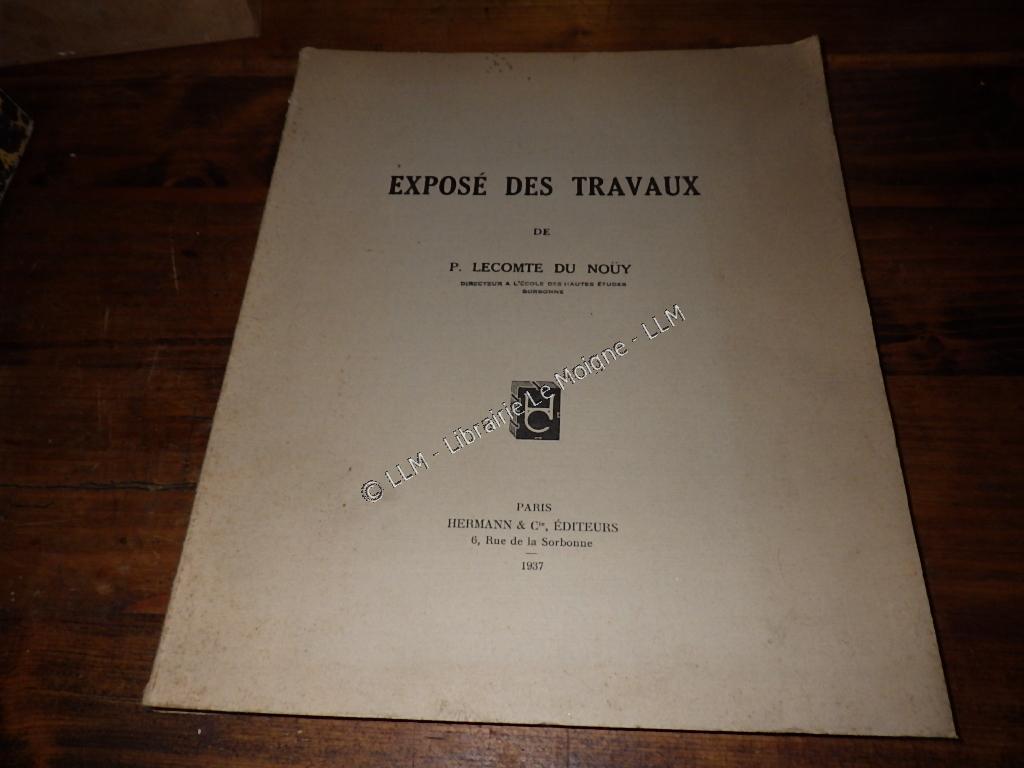 EXPOSÉ DES TRAVAUX
DE
P. LECOMTE DU NOÜY
DIRECTEUR A L'ÉCOLE DES HAUTES ÉTUDES
SORBONNE
HC
© LLM - Librairie Le Moigne - LLM
PARIS
HERMANN & Cie, ÉDITEURS
6, Rue de la Sorbonne
1937